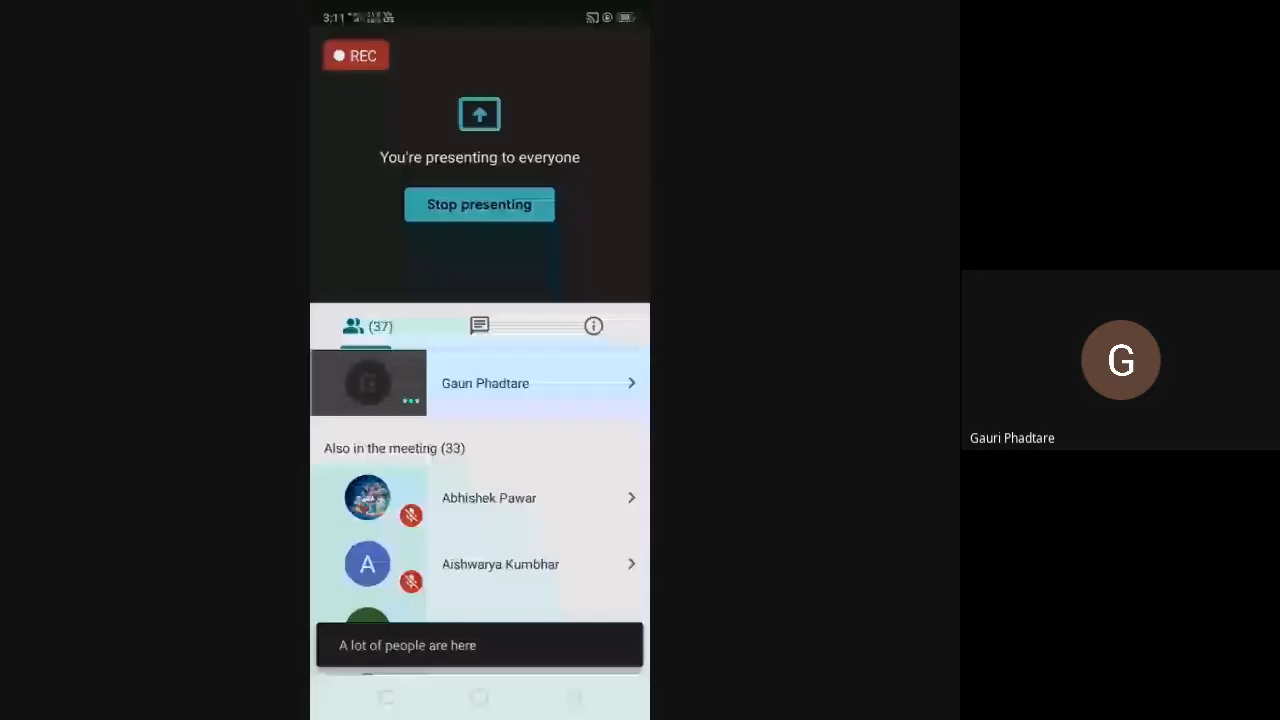 3:11
REC
You're presenting to everyone
Stop presenting
(37)
G
Gauri Phadtare
Also in the meeting (33)
Abhishek Pawar
A
Aishwarya Kumbhar
A lot of people are here
G
Gauri Phadtare